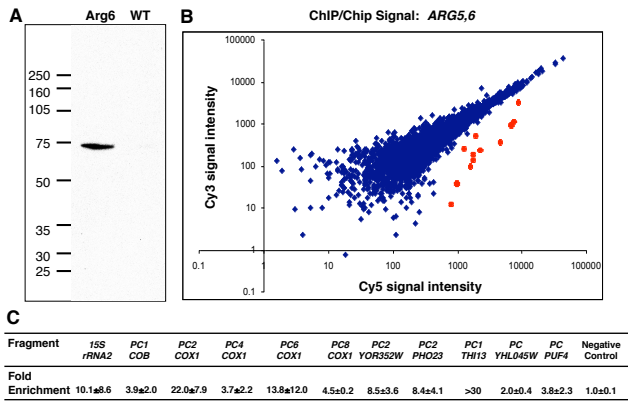 A
Arg6 WT
250
160
105
75
50
35
30
25
B
ChIP/Chip Signal: ARG5,6
Cy3 signal intensity
100000
10000
1000
100
10
1
0.1
0.1 1 10 100 1000 10000 100000
Cy5 signal intensity
C
Fragment 15S rRNA2 PC1 COB PC2 COX1 PC4 COX1 PC6 COX1 PC8 COX1 PC2 YOR352W PC2 PHO23 PC1 THI13 PC YHL045W PC PUF4 Negative Control
Fold
Enrichment 10.1±8.6 3.9±2.0 22.0±7.9 3.7±2.2 13.8±12.0 4.5±0.2 8.5±3.6 8.4±4.1 >30 2.0±0.4 3.8±2.3 1.0±0.1